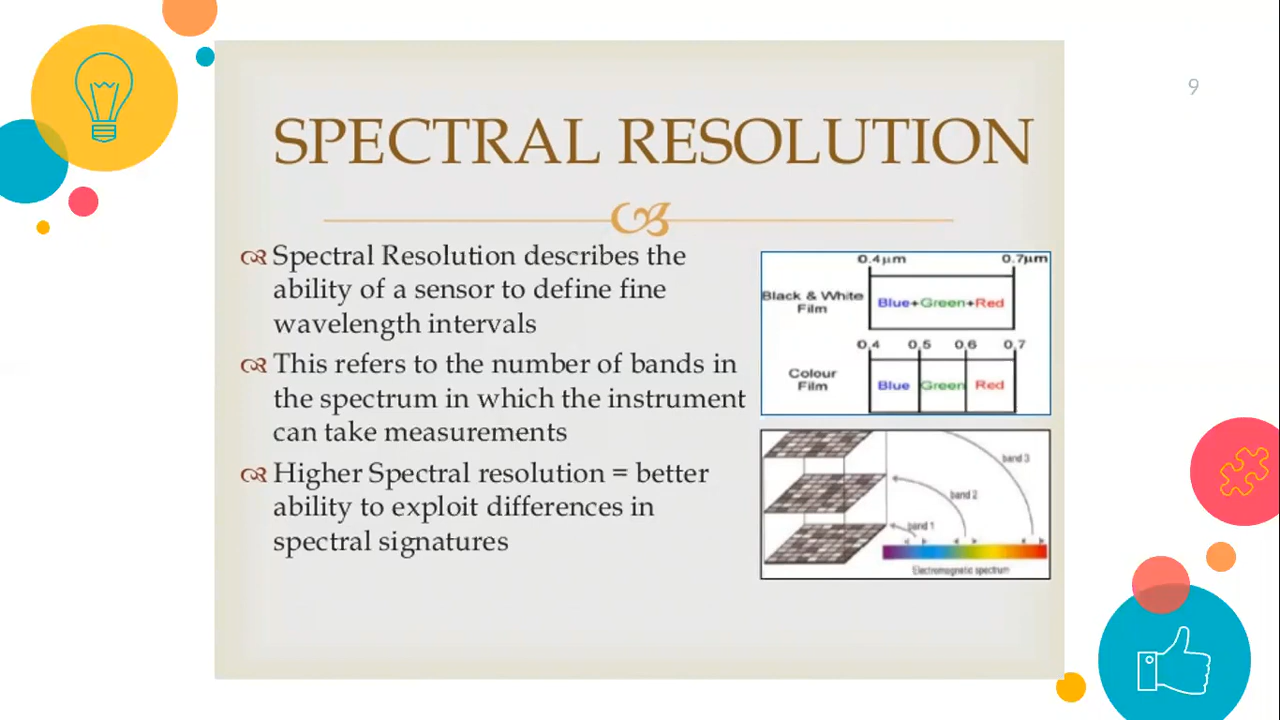 9
SPECTRAL RESOLUTION
Spectral Resolution describes the
ability of a sensor to define fine
wavelength intervals
This refers to the number of bands in
the spectrum in which the instrument
can take measurements
Higher Spectral resolution = better
ability to exploit differences in
spectral signatures
0.4μm 0.7μm
Black & White
Film
Blue+Green+Red
0.4 0.5 0.6 0.7
Colour
Film
Blue Green Red
band 3
band 2
band 1
Electromagnetic spectrum